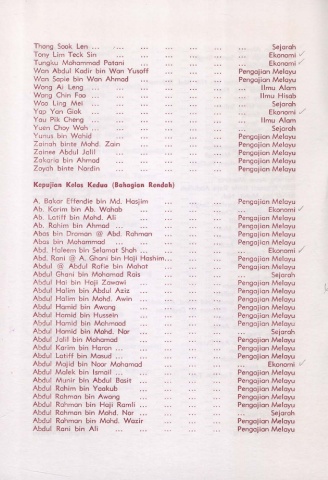 Thong Sook Len ... ... ... ... ... ... Sejarah
Tony Lim Teck Sin ... ... ... ... ... Ekonomi
Tungku Mohammad Patani ... ... ... ... Ekonomi
Wan Abdul Kadir bin Wan Yusoff ... ... ... ... Pengajian Melayu
Wan Sapie bin Wan Ahmad ... ... ... ... Pengajian Melayu
Wong Ai Leng ... ... ... ... ... Ilmu Alam
Wong Chin Foo ... ... ... ... ... Ilmu Hisab
Woo Ling Mei ... ... ... ... ... Sejarah
Yap Yan Giok ... ... ... ... ... Ekonomi
Yau Pik Cheng ... ... ... ... ... Ilmu Alam
Yuen Choy Wah ... ... ... ... ... Sejarah
Yunus bin Wahid ... ... ... ... Pengajian Melayu
Zainah binte Mohd. Zain ... ... ... ... Pengajian Melayu
Zainee Abdul Jalil ... ... ... ... Pengajian Melayu
Zakaria bin Ahmad ... ... ... ... Pengajian Melayu
Zoyah binte Nordin ... ... ... ... Pengajian Melayu
Kepujian Kelas Kedua (Bahagian Rendah)
A. Bakar Effendie bin Md. Hasjim ... ... ... ... Pengajian Melayu
Ab. Karim bin Ab. Wahab ... ... ... ... Ekonomi
Ab. Latiff bin Mohd. Ali ... ... ... ... Pengajian Melayu
Ab. Rahim bin Ahmad ... ... ... ... ... Pengajian Melayu
Abas bin Draman @ Abd. Rahman ... ... ... ... Pengajian Melayu
Abas bin Mohammad ... ... ... ... ... Pengajian Melayu
Abd. Haleem bin Selamat Shah ... ... ... ... Ekonomi
Abd. Rani @ A. Ghani bin Haji Hashim... ... ... ... Pengajian Melayu
Abdul @ Abdul Rafie bin Mahat ... ... ... ... Pengajian Melayu
Abdul Ghani bin Mohamad Rais ... ... ... ... Sejarah
Abdul Hai bin Haji Zawawi ... ... ... ... Pengajian Melayu
Abdul Halim bin Abdul Aziz ... ... ... ... Pengajian Melayu
Abdul Halim bin Mohd. Awin ... ... ... ... Pengajian Melayu
Abdul Hamid bin Awang ... ... ... ... Pengajian Melayu
Abdul Hamid bin Hussein ... ... ... ... Pengajian Melayu
Abdul Hamid bin Mahmood ... ... ... ... Pengajian Melayu
Abdul Hamid bin Mohd. Nor ... ... ... ... ... Sejarah
Abdul Jalil bin Mohamad ... ... ... ... Pengajian Melayu
Abdul Karim bin Haron ... ... ... ... ... Pengajian Melayu
Abdul Latiff bin Masud ... ... ... ... ... Pengajian Melayu
Abdul Majid bin Noor Mohamad ... ... ... ... ... Ekonomi
Abdul Malek bin Ismail ... ... ... ... ... Pengajian Melayu
Abdul Munir bin Abdul Basit ... ... ... ... Pengajian Melayu
Abdul Rahim bin Yaakub ... ... ... ... Pengajian Melayu
Abdul Rahman bin Awang ... ... ... ... Pengajian Melayu
Abdul Rahman bin Haji Ramli ... ... ... ... Pengajian Melayu
Abdul Rahman bin Mohd. Nor ... ... ... ... ... Sejarah
Abdul Rahman bin Mohd. Wazir ... ... ... ... Pengajian Melayu
Abdul Rani bin Ali ... ... ... ... ... Pengajian Melayu